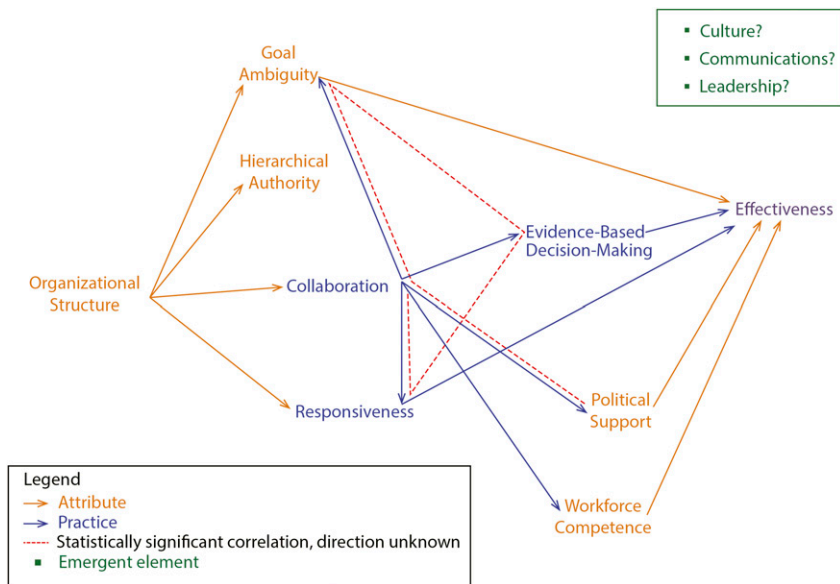 Culture?
Communications?
Leadership?
Goal
Ambiguity
Hierarchical
Authority
Effectiveness
Evidence-Based
Decision-Making
Organizational
Structure
Collaboration
Responsiveness
Political
Support
Workforce
Competence
Legend
Attribute
Practice
Statistically significant correlation, direction unknown
Emergent element